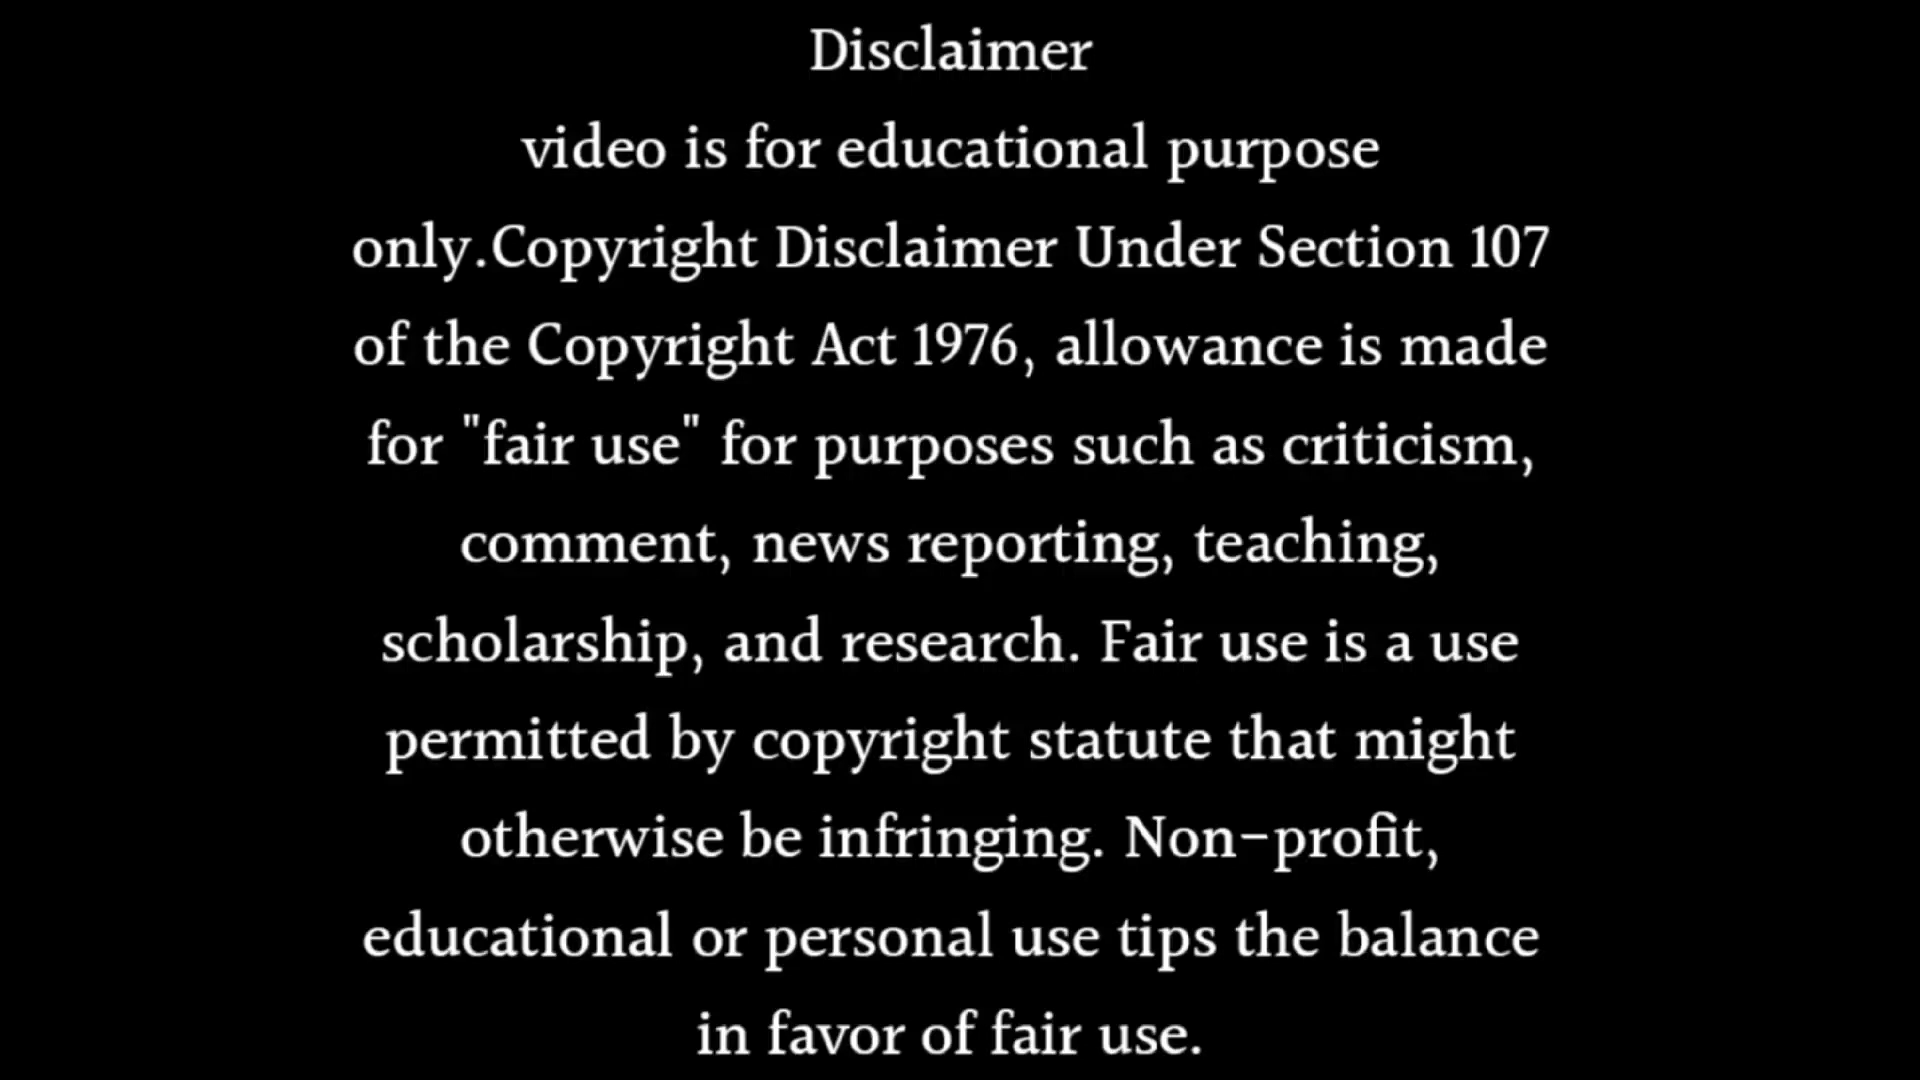 Disclaimer
video is for educational purpose
only.Copyright Disclaimer Under Section 107
of the Copyright Act 1976, allowance is made
for "fair use" for purposes such as criticism,
comment, news reporting, teaching,
scholarship, and research. Fair use is a use
permitted by copyright statute that might
otherwise be infringing. Non-profit,
educational or personal use tips the balance
in favor of fair use.